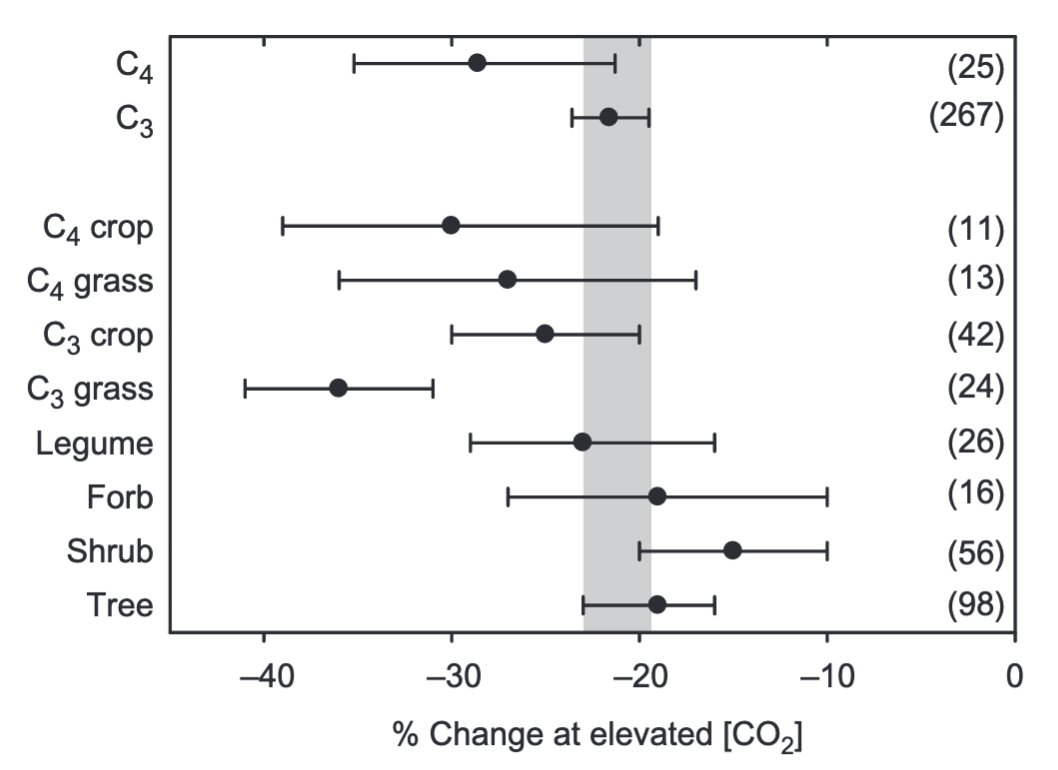 C₄ (25)
C₃ (267)
C₄ crop (11)
C₄ grass (13)
C₃ crop (42)
C₃ grass (24)
Legume (26)
Forb (16)
Shrub (56)
Tree (98)
–40 –30 –20 –10 0
% Change at elevated [CO₂]